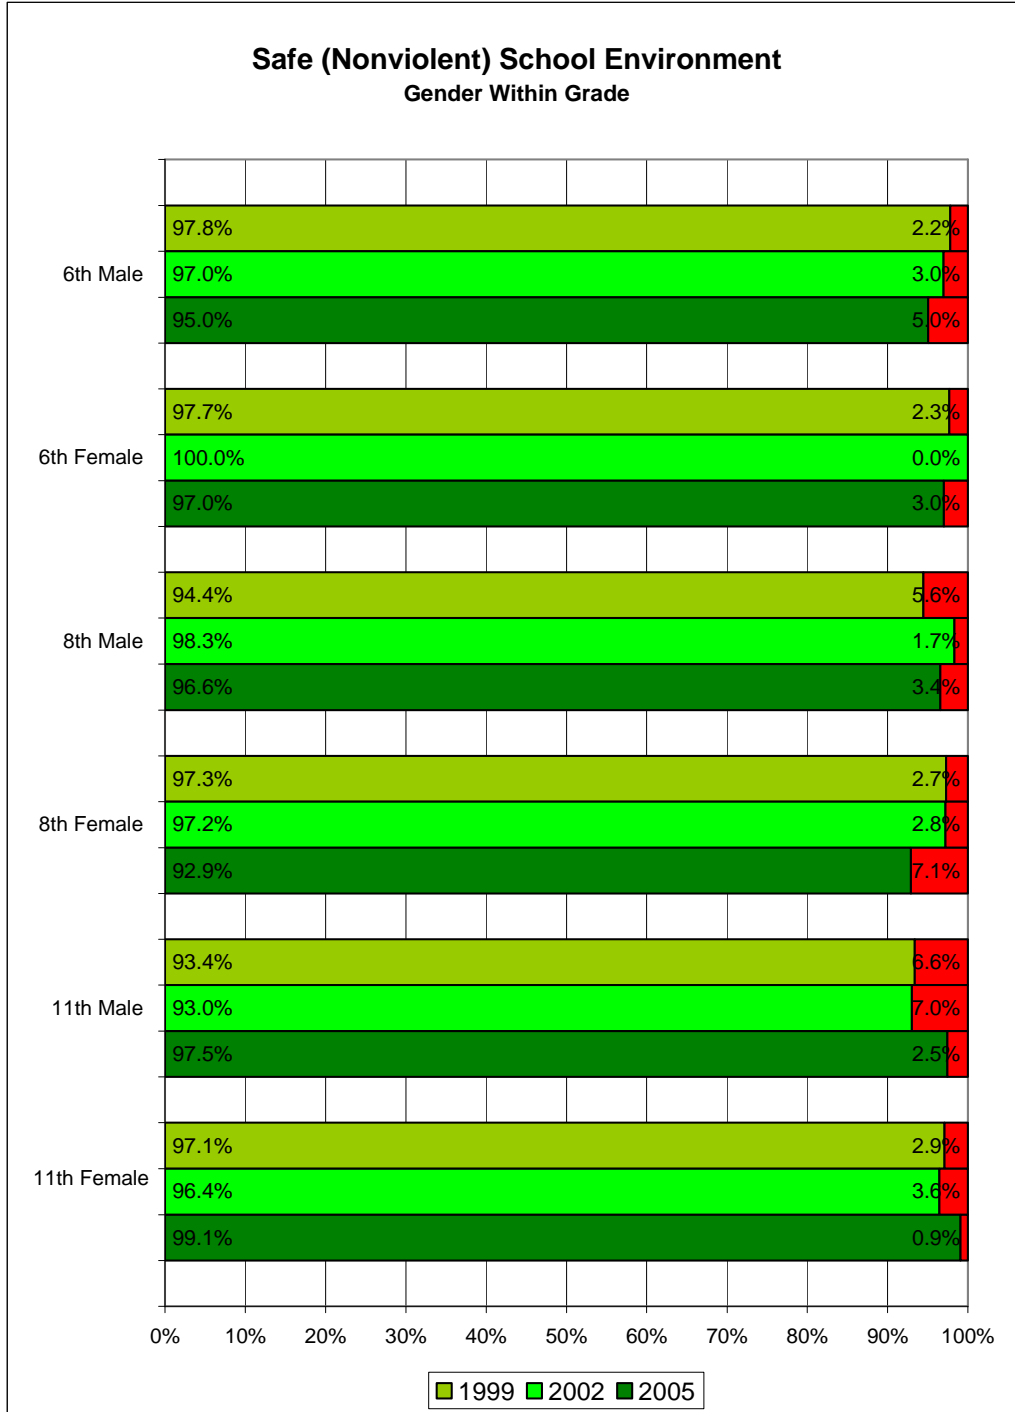 Safe (Nonviolent) School Environment
Gender Within Grade
97.8% 2.2%
6th Male 97.0% 3.0%
95.0% 5.0%
97.7% 2.3%
6th Female 100.0% 0.0%
97.0% 3.0%
94.4% 5.6%
8th Male 98.3% 1.7%
96.6% 3.4%
97.3% 2.7%
8th Female 97.2% 2.8%
92.9% 7.1%
93.4% 6.6%
11th Male 93.0% 7.0%
97.5% 2.5%
97.1% 2.9%
11th Female 96.4% 3.6%
99.1% 0.9%
0% 10% 20% 30% 40% 50% 60% 70% 80% 90% 100%
1999 2002 2005